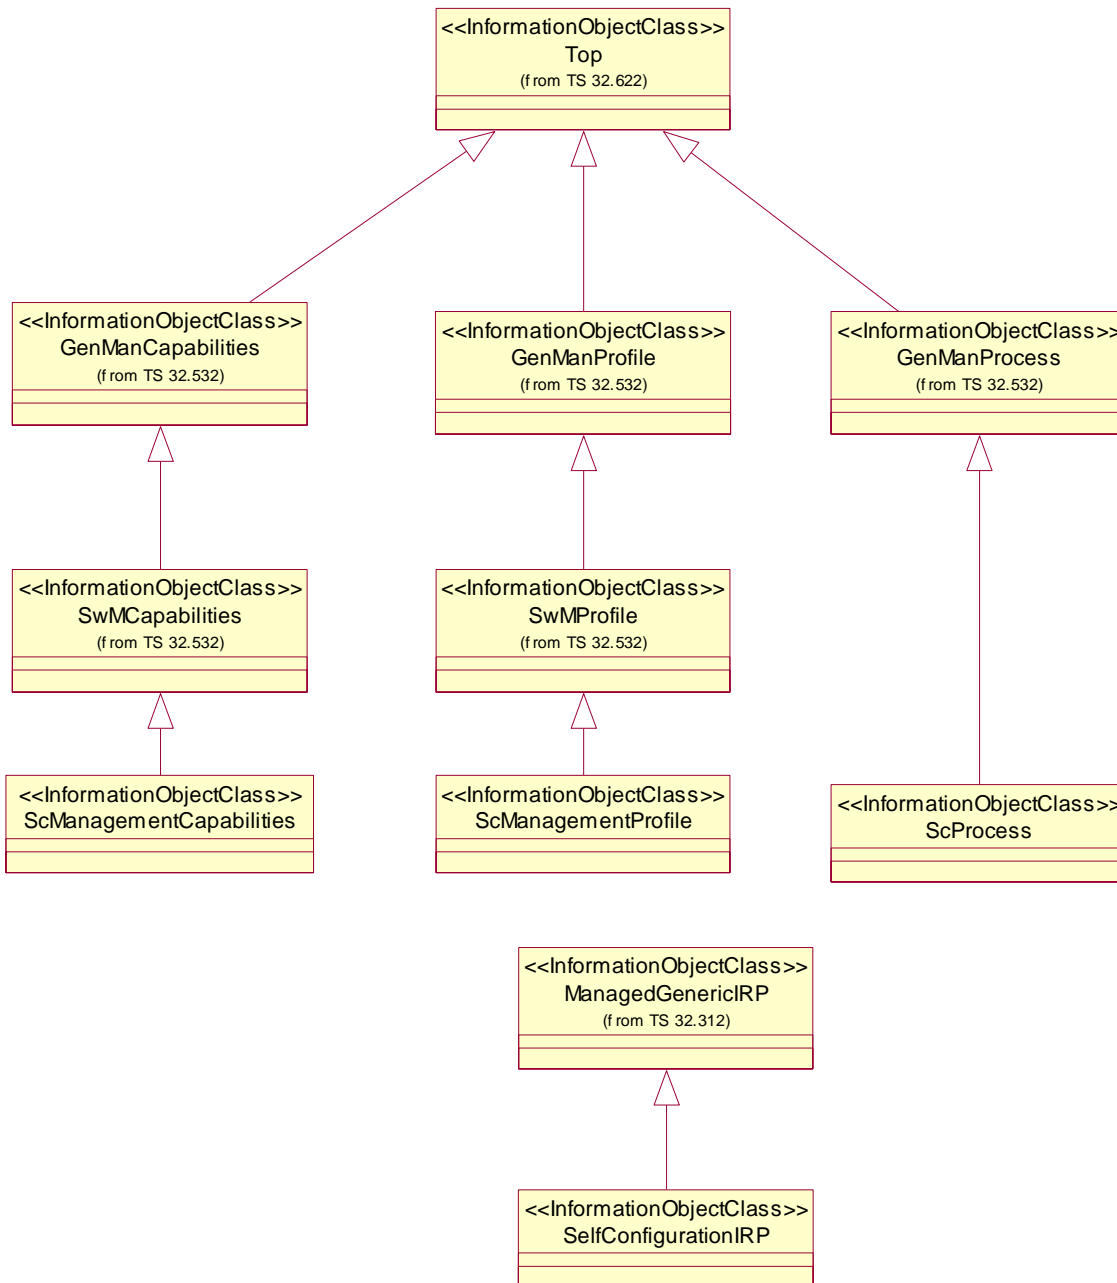 <<InformationObjectClass>>
Top
(from TS 32.622)
<<InformationObjectClass>>
GenManCapabilities
(from TS 32.532)
<<InformationObjectClass>>
GenManProfile
(from TS 32.532)
<<InformationObjectClass>>
GenManProcess
(from TS 32.532)
<<InformationObjectClass>>
SwMCapabilities
(from TS 32.532)
<<InformationObjectClass>>
SwMProfile
(from TS 32.532)
<<InformationObjectClass>>
ScManagementCapabilities
<<InformationObjectClass>>
ScManagementProfile
<<InformationObjectClass>>
ScProcess
<<InformationObjectClass>>
ManagedGenericIRP
(from TS 32.312)
<<InformationObjectClass>>
SelfConfigurationIRP